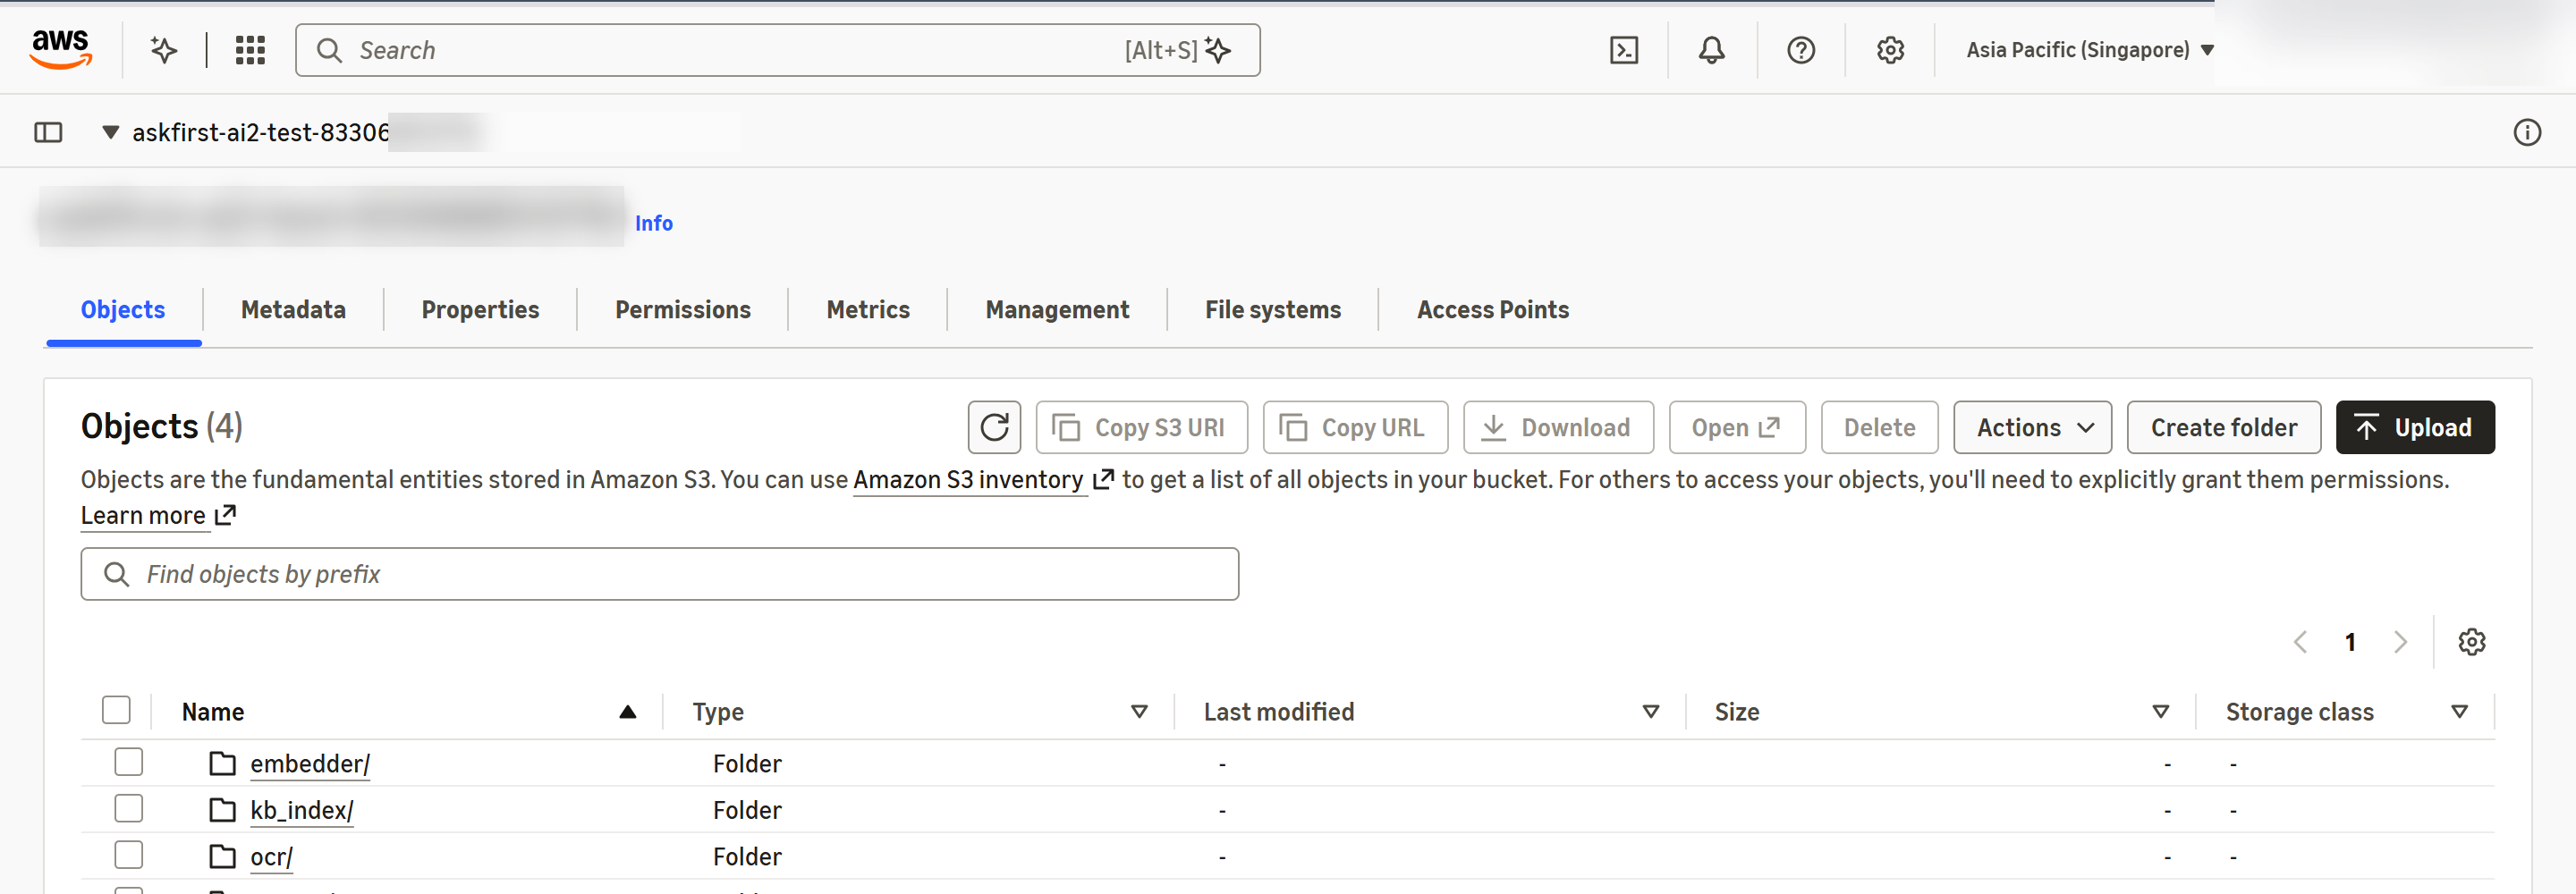 aws
Search [Alt+S]
Asia Pacific (Singapore)
askfirst-ai2-test-83306
Info
Objects Metadata Properties Permissions Metrics Management File systems Access Points
Objects (4)
Copy S3 URI Copy URL Download Open Delete Actions Create folder Upload
Objects are the fundamental entities stored in Amazon S3. You can use Amazon S3 inventory to get a list of all objects in your bucket. For others to access your objects, you'll need to explicitly grant them permissions.
Learn more
Find objects by prefix
1
Name Type Last modified Size Storage class
embedder/ Folder - - -
kb_index/ Folder - - -
ocr/ Folder - - -